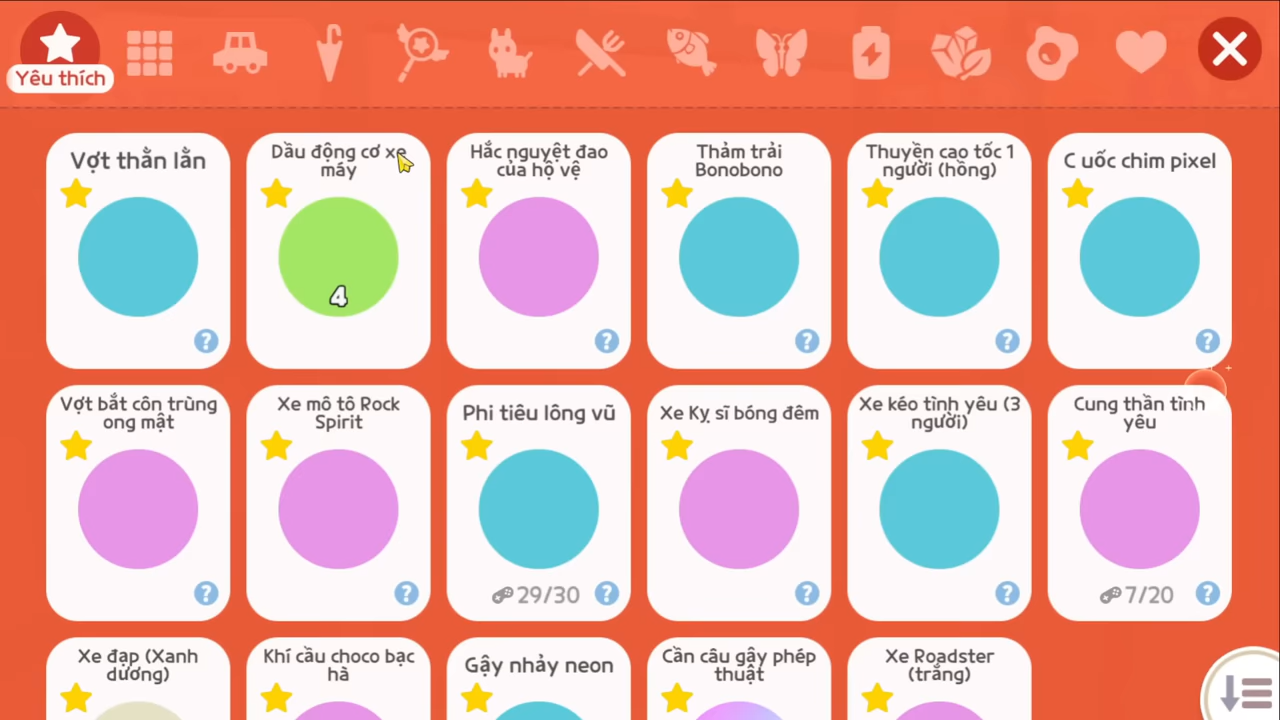 Yêu thích
Vợt thằn lằn
Dầu động cơ xe
máy
Hắc nguyệt đao
của hộ vệ
Thảm trải
Bonobono
Thuyền cao tốc 1
người (hồng)
C uốc chim pixel
4
?
?
?
?
?
Vợt bắt côn trùng
ong mật
Xe mô tô Rock
Spirit
Phi tiêu lông vũ
Xe Kỵ sĩ bóng đêm
Xe kéo tình yêu (3
người)
Cung thần tình
yêu
?
?
29/30 ?
?
?
7/20 ?
Xe đạp (Xanh
dương)
Khí cầu choco bạc
hà
Gậy nhảy neon
Cần câu gậy phép
thuật
Xe Roadster
(trắng)